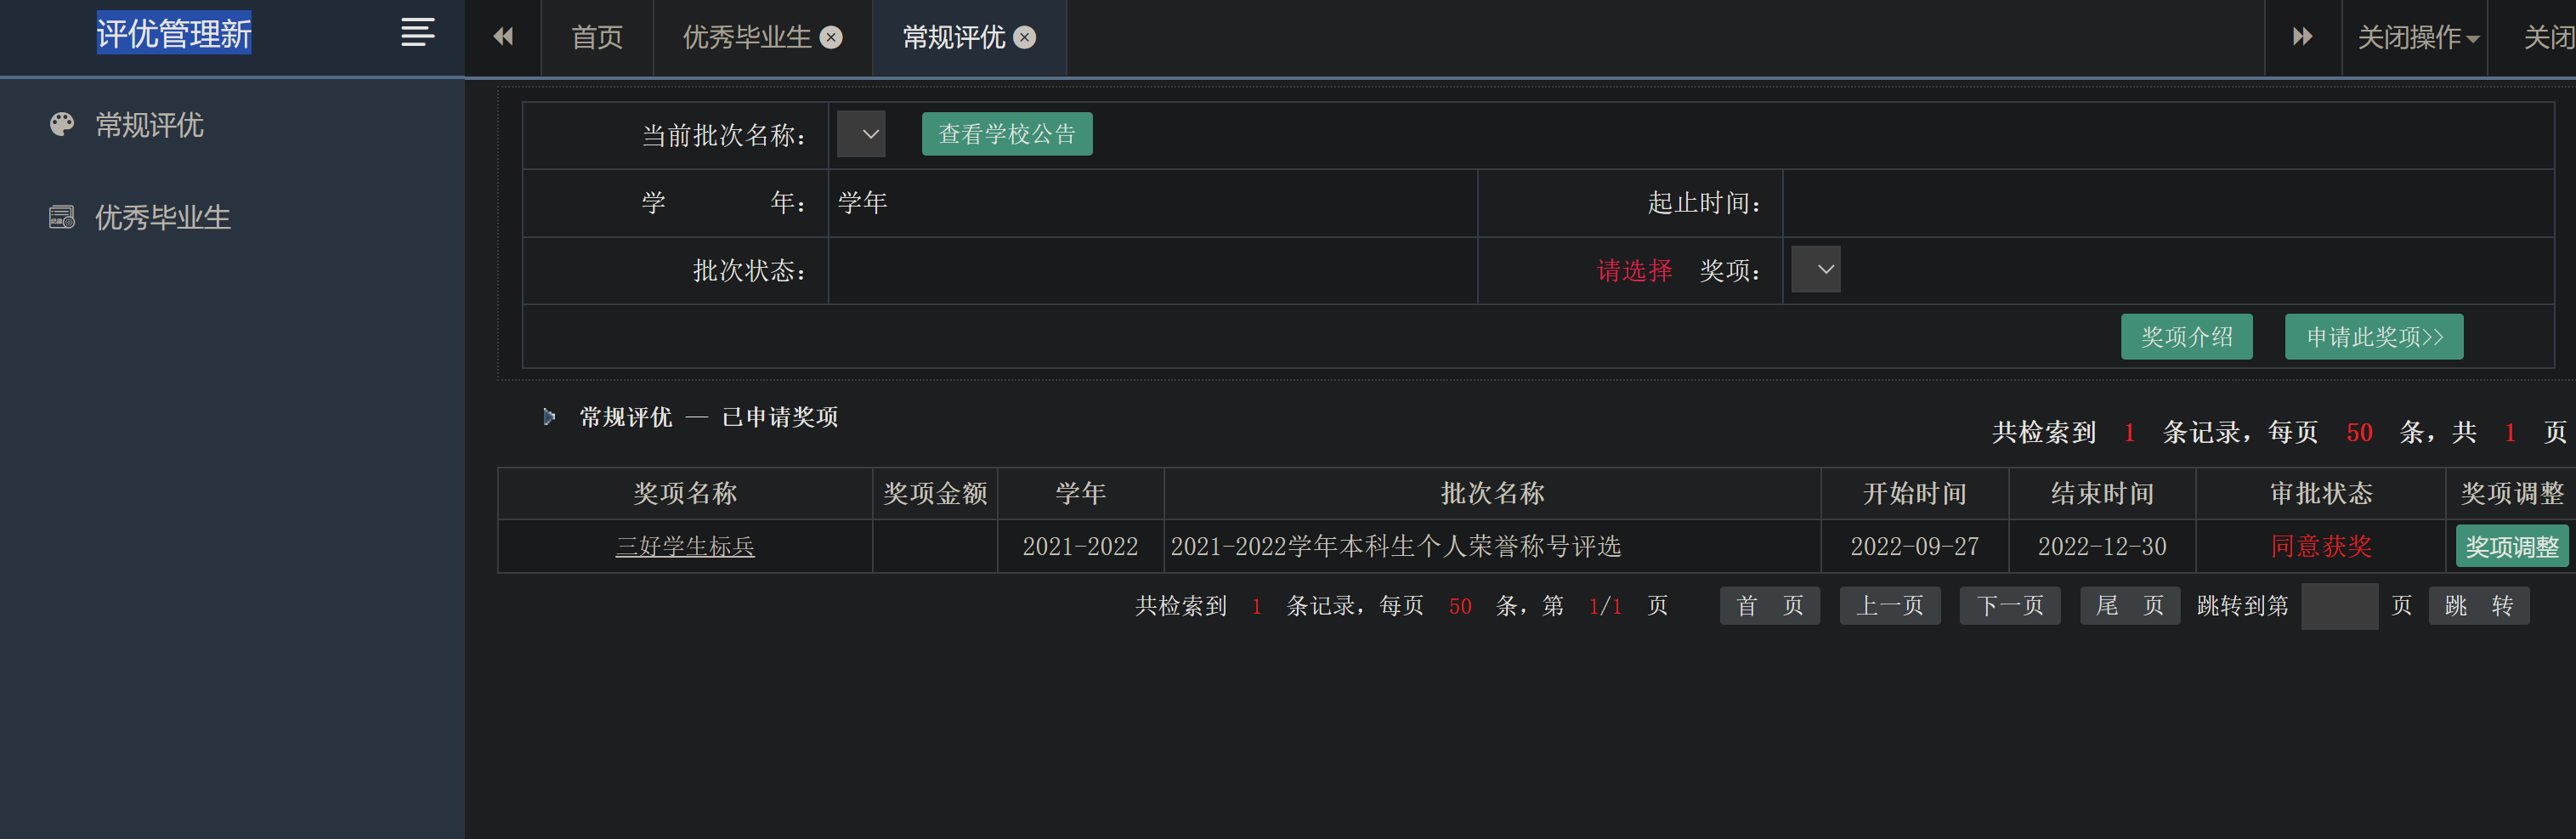 评优管理新
首页 优秀毕业生 常规评优 关闭操作 关闭
常规评优
优秀毕业生
当前批次名称： 查看学校公告
学 年： 学年 起止时间：
批次状态： 请选择 奖项：
奖项介绍 申请此奖项>>
常规评优 — 已申请奖项
共检索到 1 条记录，每页 50 条，共 1 页
奖项名称 奖项金额 学年 批次名称 开始时间 结束时间 审批状态 奖项调整
三好学生标兵 2021-2022 2021-2022学年本科生个人荣誉称号评选 2022-09-27 2022-12-30 同意获奖 奖项调整
共检索到 1 条记录，每页 50 条，第 1/1 页 首 页 上一页 下一页 尾 页 跳转到第 页 跳 转